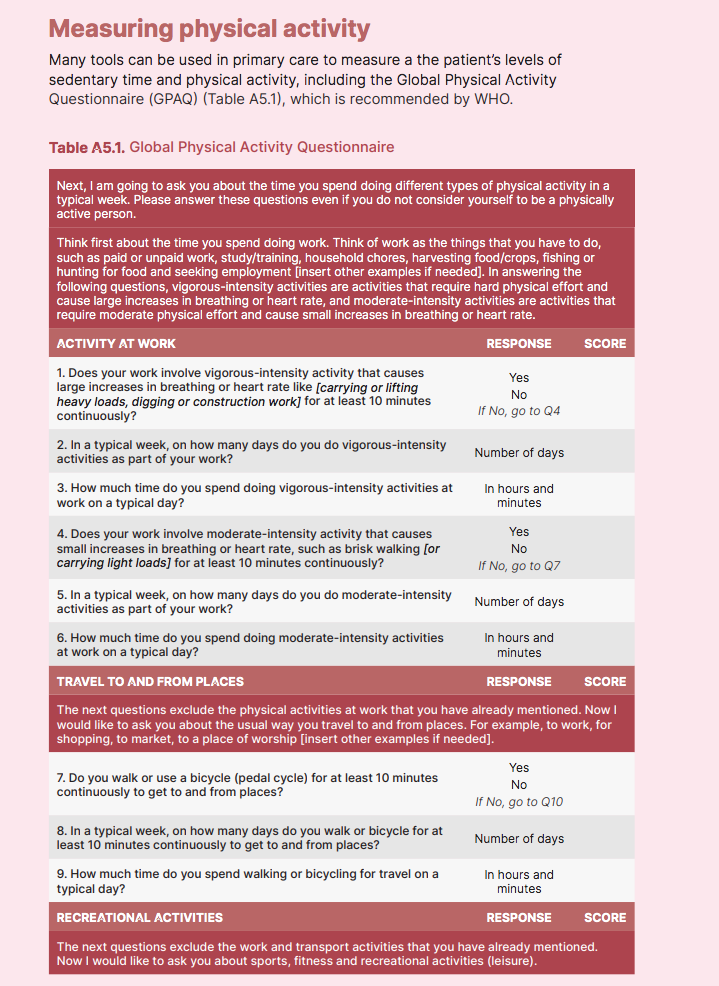 Measuring physical activity
Many tools can be used in primary care to measure a the patient's levels of
sedentary time and physical activity, including the Global Physical Activity
Questionnaire (GPAQ) (Table A5.1), which is recommended by WHO.
Table A5.1. Global Physical Activity Questionnaire
Next, I am going to ask you about the time you spend doing different types of physical activity in a
typical week. Please answer these questions even if you do not consider yourself to be a physically
active person.
Think first about the time you spend doing work. Think of work as the things that you have to do,
such as paid or unpaid work, study/training, household chores, harvesting food/crops, fishing or
hunting for food and seeking employment [insert other examples if needed]. In answering the
following questions, vigorous-intensity activities are activities that require hard physical effort and
cause large increases in breathing or heart rate, and moderate-intensity activities are activities that
require moderate physical effort and cause small increases in breathing or heart rate.
ACTIVITY AT WORK RESPONSE SCORE
1. Does your work involve vigorous-intensity activity that causes
large increases in breathing or heart rate like [carrying or lifting
heavy loads, digging or construction work] for at least 10 minutes
continuously?
Yes
No
If No, go to Q4
2. In a typical week, on how many days do you do vigorous-intensity
activities as part of your work?
Number of days
3. How much time do you spend doing vigorous-intensity activities at
work on a typical day?
In hours and
minutes
4. Does your work involve moderate-intensity activity that causes
small increases in breathing or heart rate, such as brisk walking [or
carrying light loads] for at least 10 minutes continuously?
Yes
No
If No, go to Q7
5. In a typical week, on how many days do you do moderate-intensity
activities as part of your work?
Number of days
6. How much time do you spend doing moderate-intensity activities
at work on a typical day?
In hours and
minutes
TRAVEL TO AND FROM PLACES RESPONSE SCORE
The next questions exclude the physical activities at work that you have already mentioned. Now I
would like to ask you about the usual way you travel to and from places. For example, to work, for
shopping, to market, to a place of worship [insert other examples if needed].
7. Do you walk or use a bicycle (pedal cycle) for at least 10 minutes
continuously to get to and from places?
Yes
No
If No, go to Q10
8. In a typical week, on how many days do you walk or bicycle for at
least 10 minutes continuously to get to and from places?
Number of days
9. How much time do you spend walking or bicycling for travel on a
typical day?
In hours and
minutes
RECREATIONAL ACTIVITIES RESPONSE SCORE
The next questions exclude the work and transport activities that you have already mentioned.
Now I would like to ask you about sports, fitness and recreational activities (leisure).